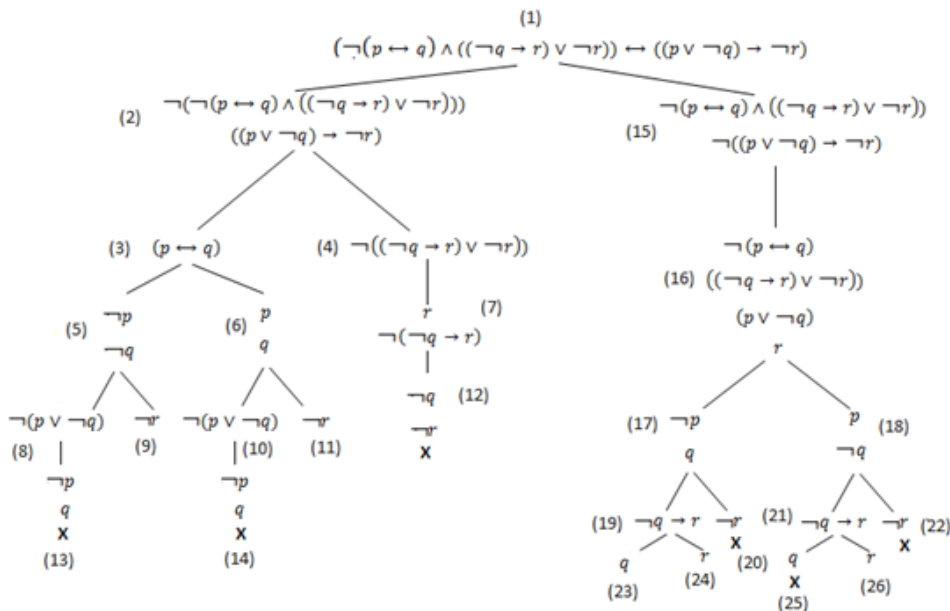 (1)
(¬(p ↔ q) ∧ ((¬q → r) ∨ ¬r)) ↔ ((p ∨ ¬q) → ¬r)
(2) ¬(¬(p ↔ q) ∧ ((¬q → r) ∨ ¬r)))
((p ∨ ¬q) → ¬r)
¬(p ↔ q) ∧ ((¬q → r) ∨ ¬r))
(15) ¬((p ∨ ¬q) → ¬r)
(3) (p ↔ q)
(4) ¬((¬q → r) ∨ ¬r))
¬(p ↔ q)
(16) ((¬q → r) ∨ ¬r))
(p ∨ ¬q)
r
(5) ¬p
¬q
(6) p
q
r (7)
¬(¬q → r)
¬q (12)
¬r
X
¬(p ∨ ¬q) ¬r ¬(p ∨ ¬q) ¬r
(8) (9) (10) (11)
¬p ¬p
q q
X X
(13) (14)
(17) ¬p p (18)
q ¬q
(19) ¬q → r ¬r (21) ¬q → r ¬r (22)
X (20) X
q r q r
(23) (24) X (26)
(25)